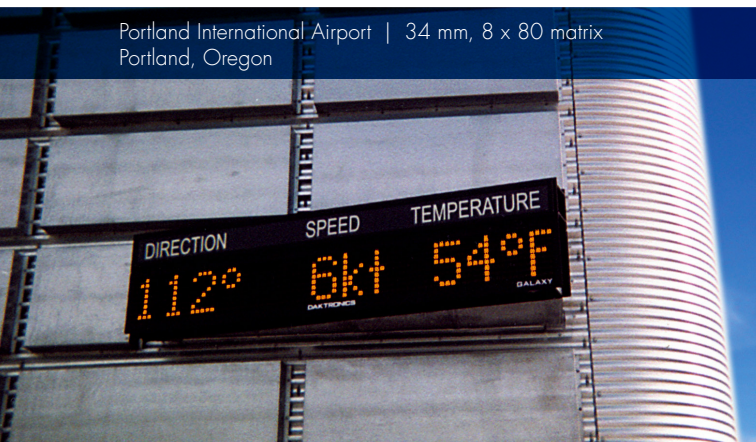 Portland International Airport | 34 mm, 8 x 80 matrix
Portland, Oregon
DIRECTION SPEED TEMPERATURE
112° 6kt 54°F
DAKTRONICS GALAXY